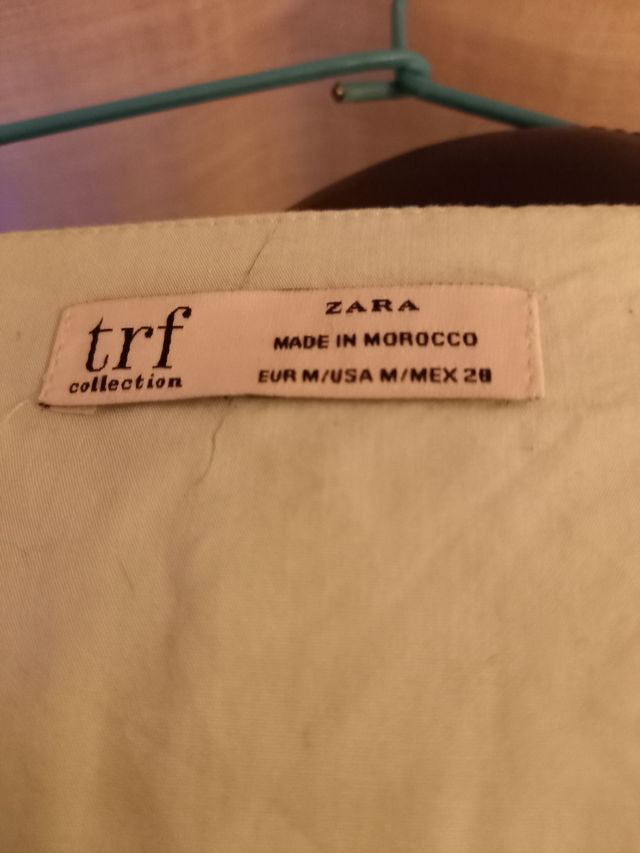 trf
collection
ZARA
MADE IN MOROCCO
EUR M/USA M/MEX 28